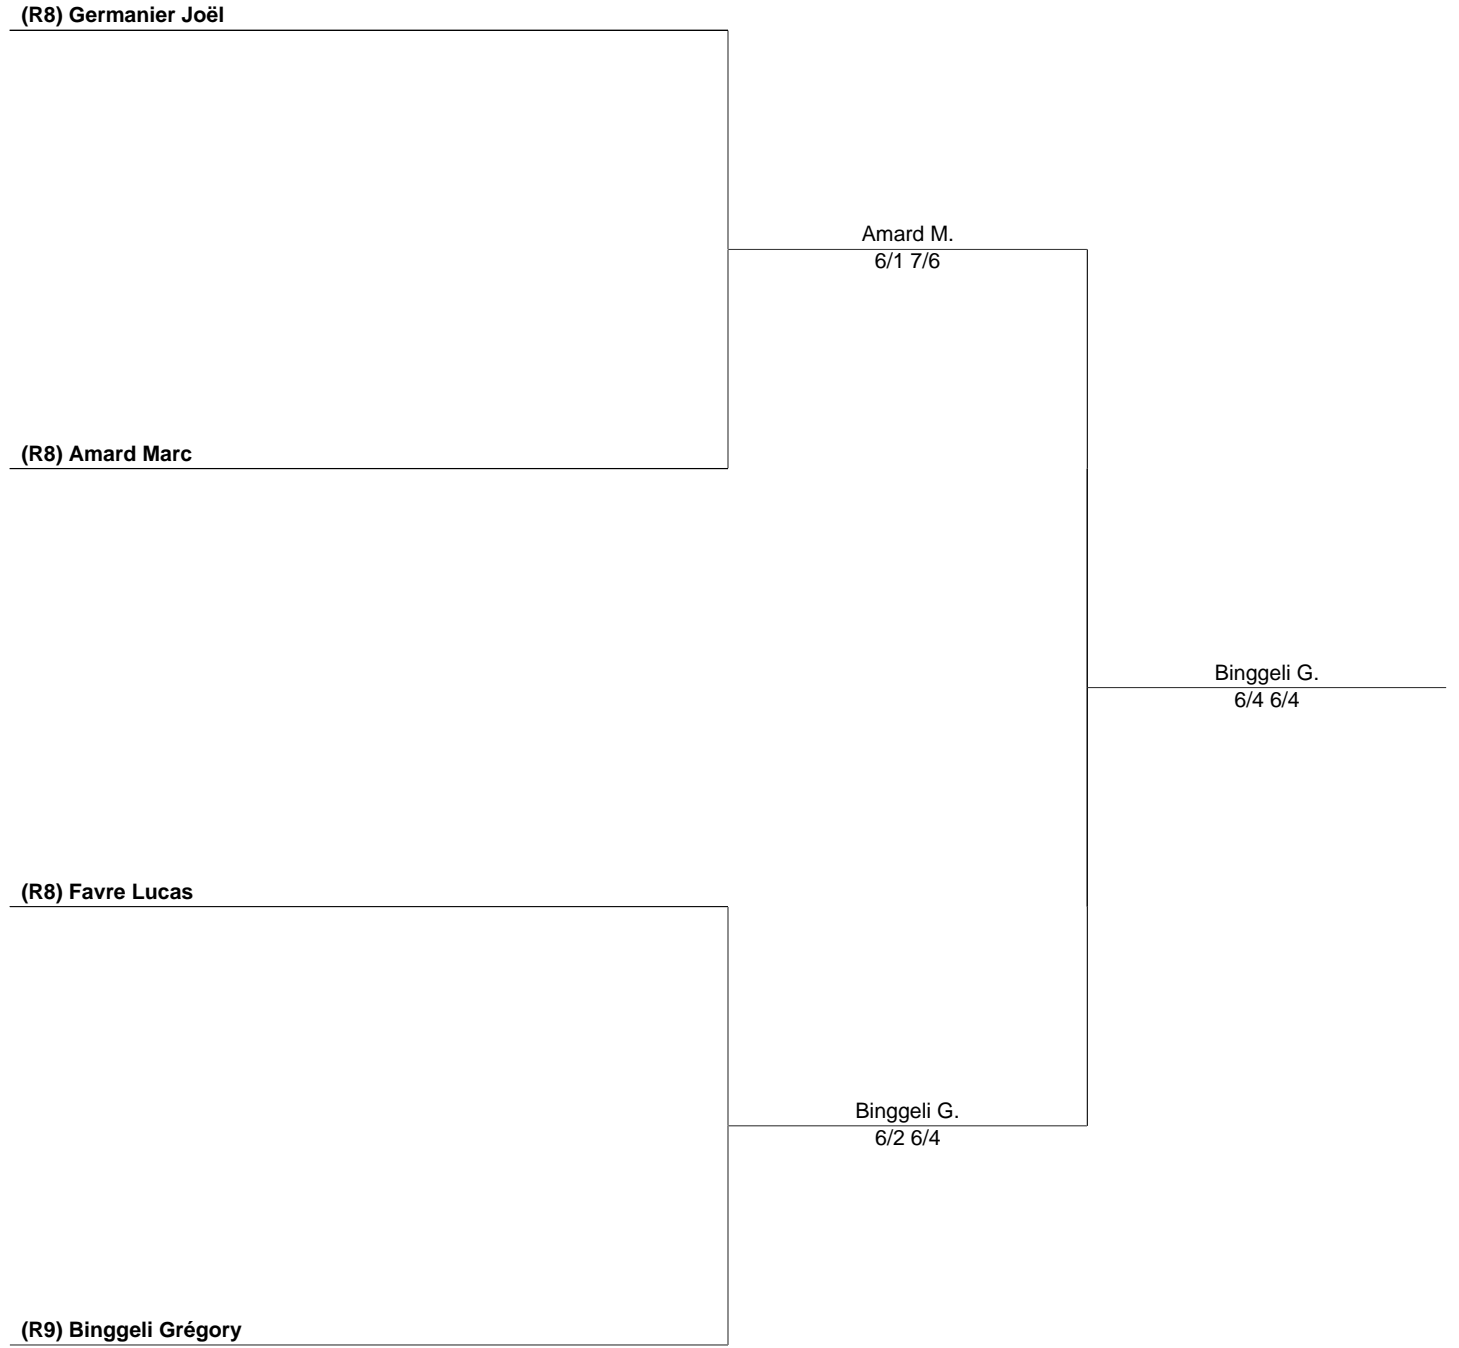 (R8) Germanier Joël
Amard M.
6/1 7/6
(R8) Amard Marc
Binggeli G.
6/4 6/4
(R8) Favre Lucas
Binggeli G.
6/2 6/4
(R9) Binggeli Grégory